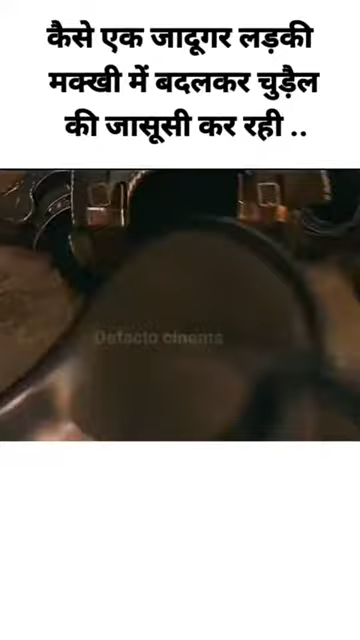 कैसे एक जादूगर लड़की
मक्खी में बदलकर चुड़ैल
की जासूसी कर रही ..
Defacto cinema